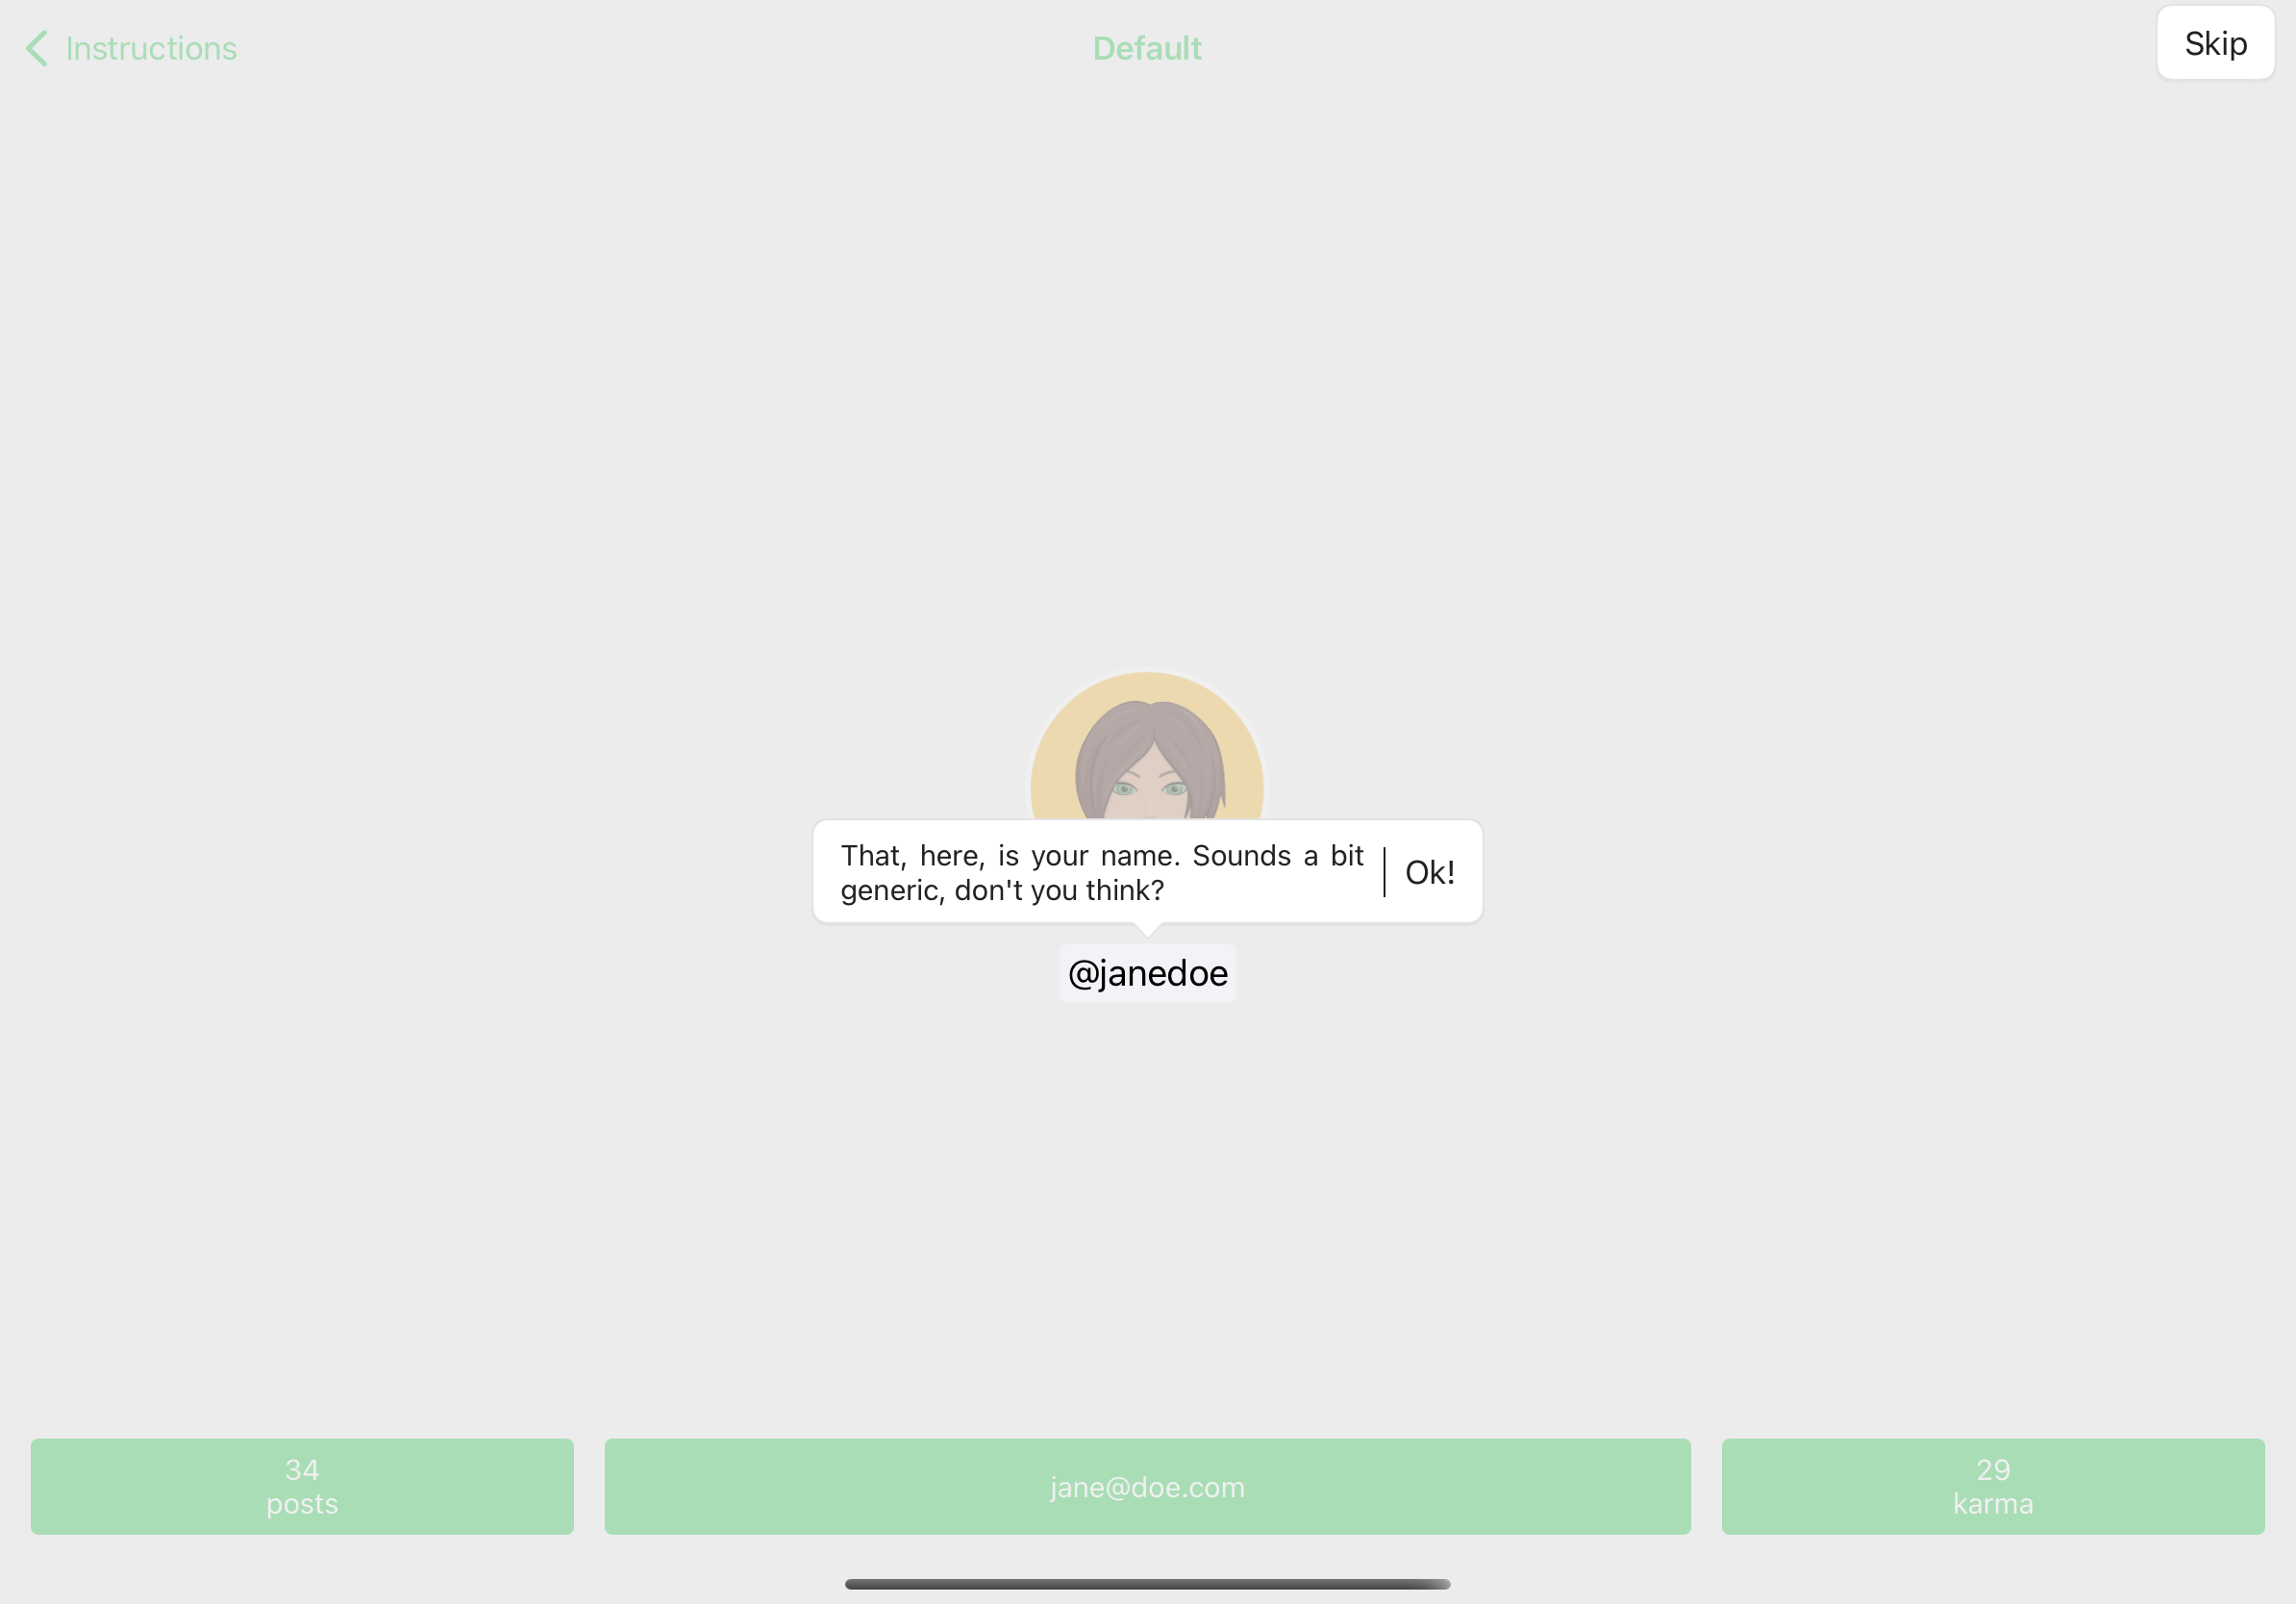 Instructions
Default
Skip
That, here, is your name. Sounds a bit
generic, don't you think?
Ok!
@janedoe
34
posts
jane@doe.com
29
karma